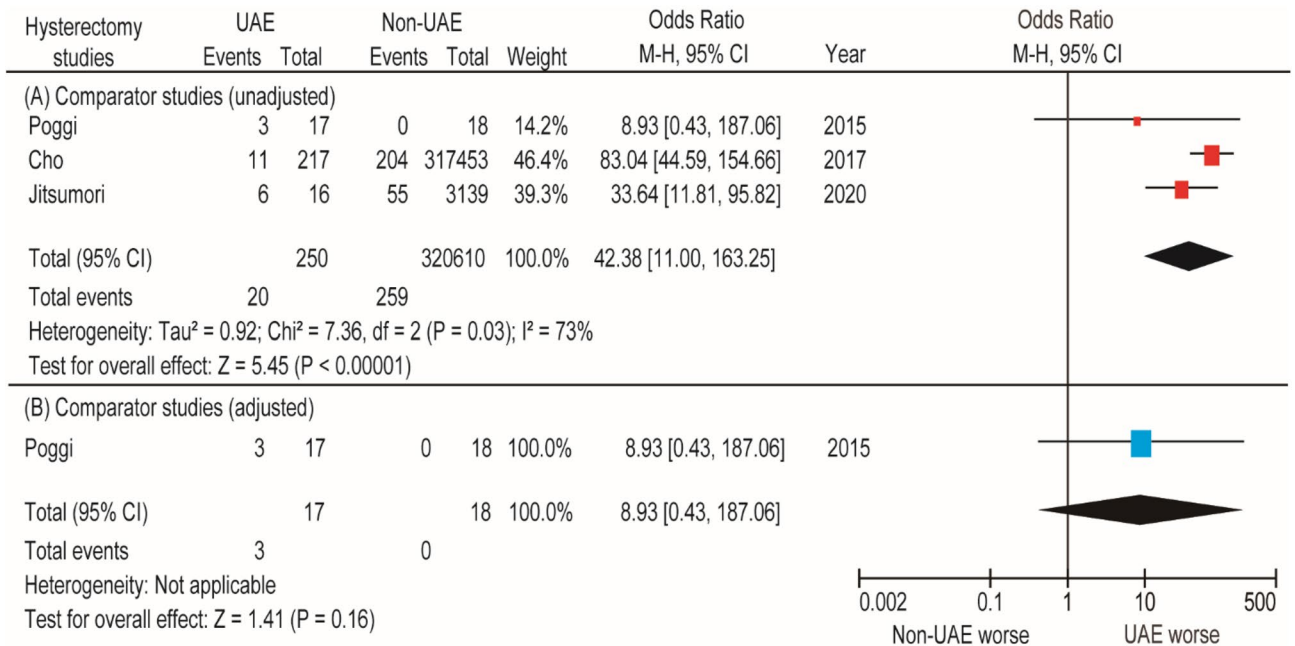 Hysterectomy studies UAE Non-UAE Odds Ratio Odds Ratio
Events Total Events Total Weight M-H, 95% CI Year M-H, 95% CI
(A) Comparator studies (unadjusted)
Poggi 3 17 0 18 14.2% 8.93 [0.43, 187.06] 2015
Cho 11 217 204 317453 46.4% 83.04 [44.59, 154.66] 2017
Jitsumori 6 16 55 3139 39.3% 33.64 [11.81, 95.82] 2020
Total (95% CI) 250 320610 100.0% 42.38 [11.00, 163.25]
Total events 20 259
Heterogeneity: Tau² = 0.92; Chi² = 7.36, df = 2 (P = 0.03); I² = 73%
Test for overall effect: Z = 5.45 (P < 0.00001)
(B) Comparator studies (adjusted)
Poggi 3 17 0 18 100.0% 8.93 [0.43, 187.06] 2015
Total (95% CI) 17 18 100.0% 8.93 [0.43, 187.06]
Total events 3 0
Heterogeneity: Not applicable
Test for overall effect: Z = 1.41 (P = 0.16)
0.002 0.1 1 10 500
Non-UAE worse UAE worse